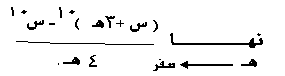 (س + ٣هـ)^١٠ - س^١٠
نهـــا
هـ ← صفر
٤ هـ